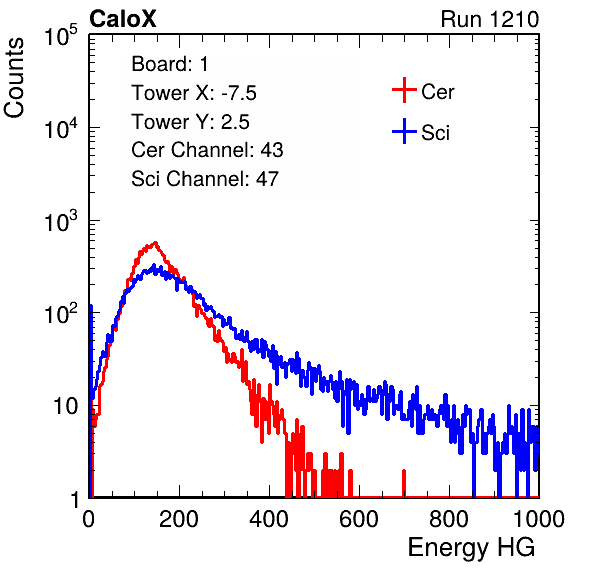 CaloX Run 1210
10^5
Counts
Board: 1
Tower X: -7.5
Tower Y: 2.5
Cer Channel: 43
Sci Channel: 47
Cer
Sci
10^4
10^3
10^2
10
1
0 200 400 600 800 1000
Energy HG